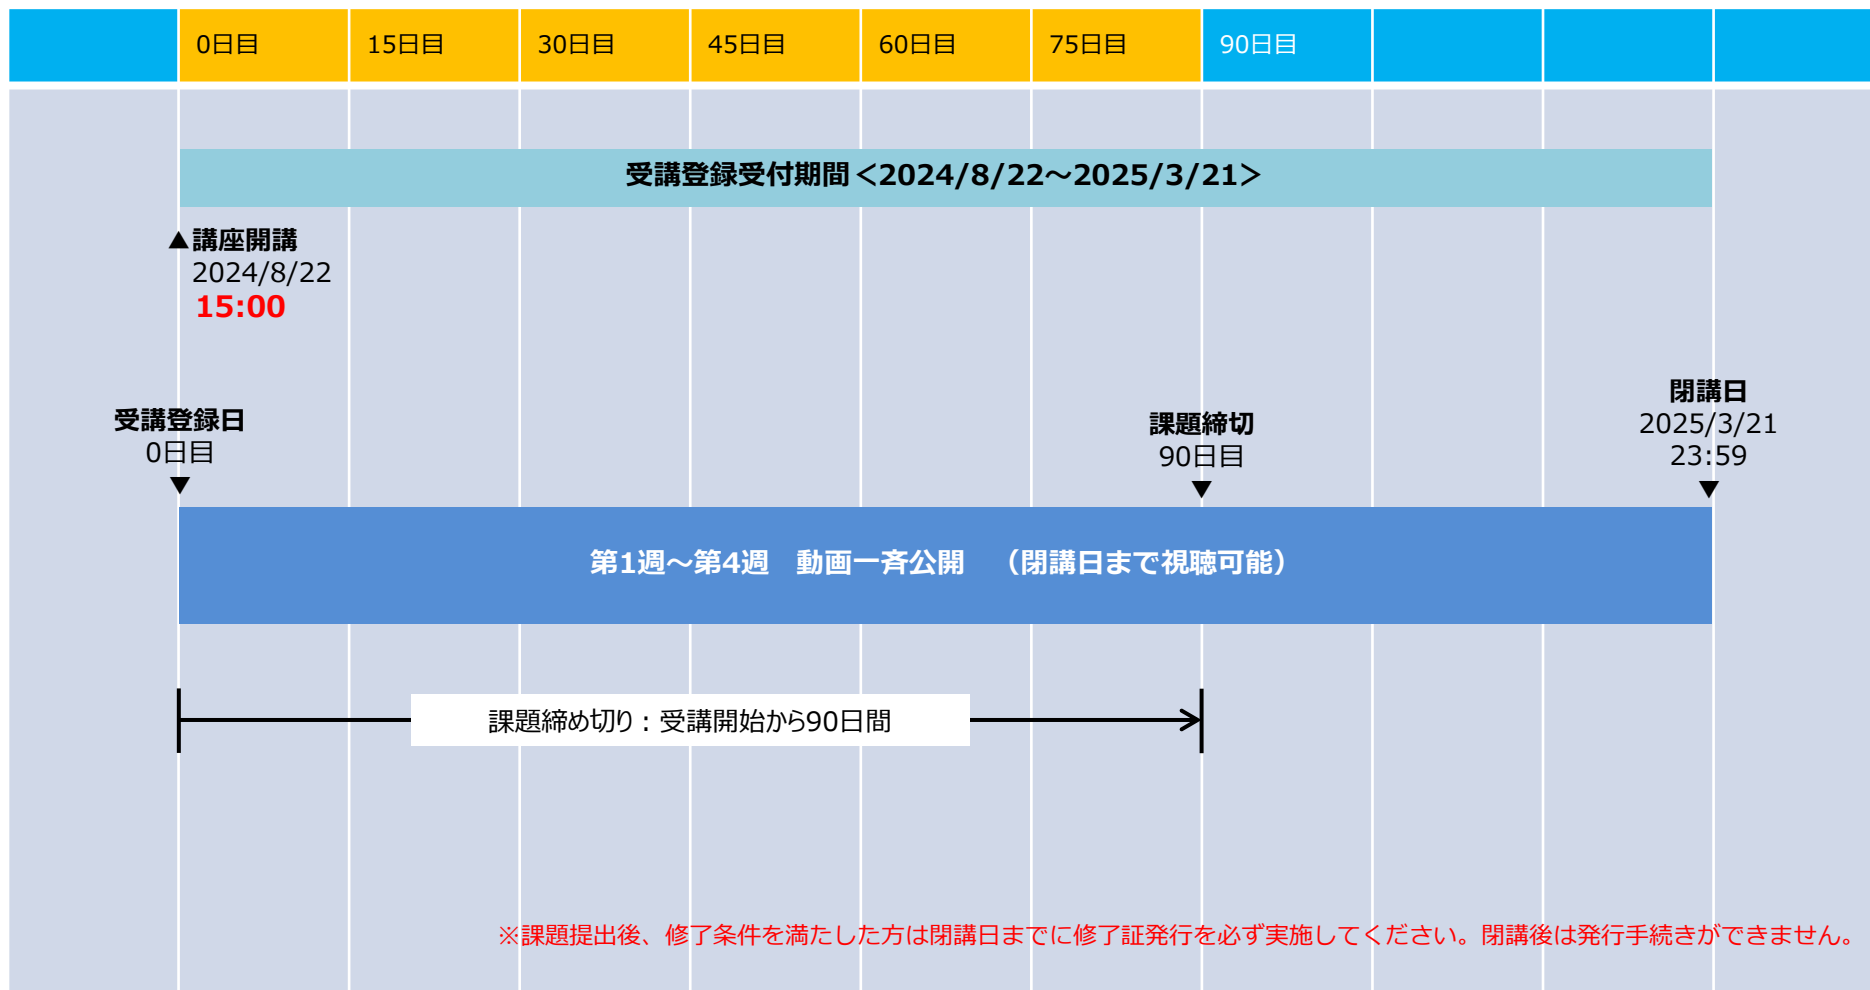 0日目 15日目 30日目 45日目 60日目 75日目 90日目
受講登録受付期間＜2024/8/22～2025/3/21＞
▲講座開講
2024/8/22
15:00
受講登録日
0日目
▼
課題締切
90日目
▼
閉講日
2025/3/21
23:59
▼
第1週～第4週　動画一斉公開　（閉講日まで視聴可能）
課題締め切り：受講開始から90日間
※課題提出後、修了条件を満たした方は閉講日までに修了証発行を必ず実施してください。閉講後は発行手続きができません。